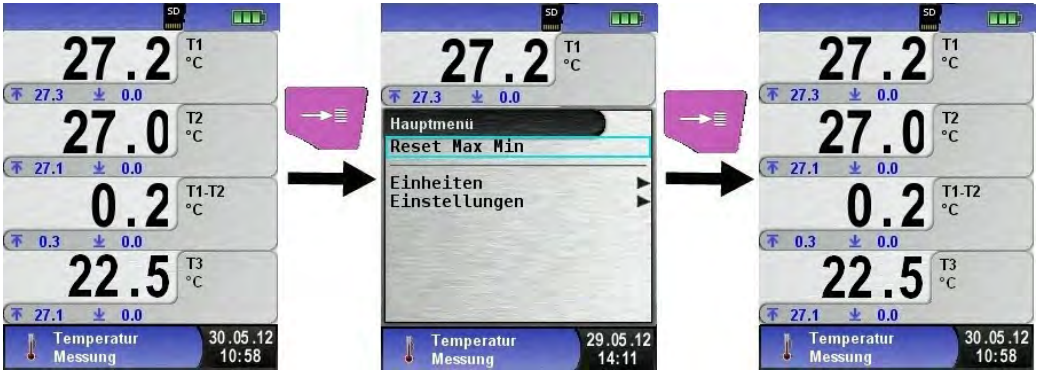 SD
27.2 T1 °C
27.3 0.0
27.0 T2 °C
27.1 0.0
0.2 T1-T2 °C
0.3 0.0
22.5 T3 °C
27.1 0.0
Temperatur 30.05.12
Messung 10:58
SD
27.2 T1 °C
27.3 0.0
Hauptmenü
Reset Max Min
Einheiten
Einstellungen
Temperatur 29.05.12
Messung 14:11
SD
27.2 T1 °C
27.3 0.0
27.0 T2 °C
27.1 0.0
0.2 T1-T2 °C
0.3 0.0
22.5 T3 °C
27.1 0.0
Temperatur 30.05.12
Messung 10:58